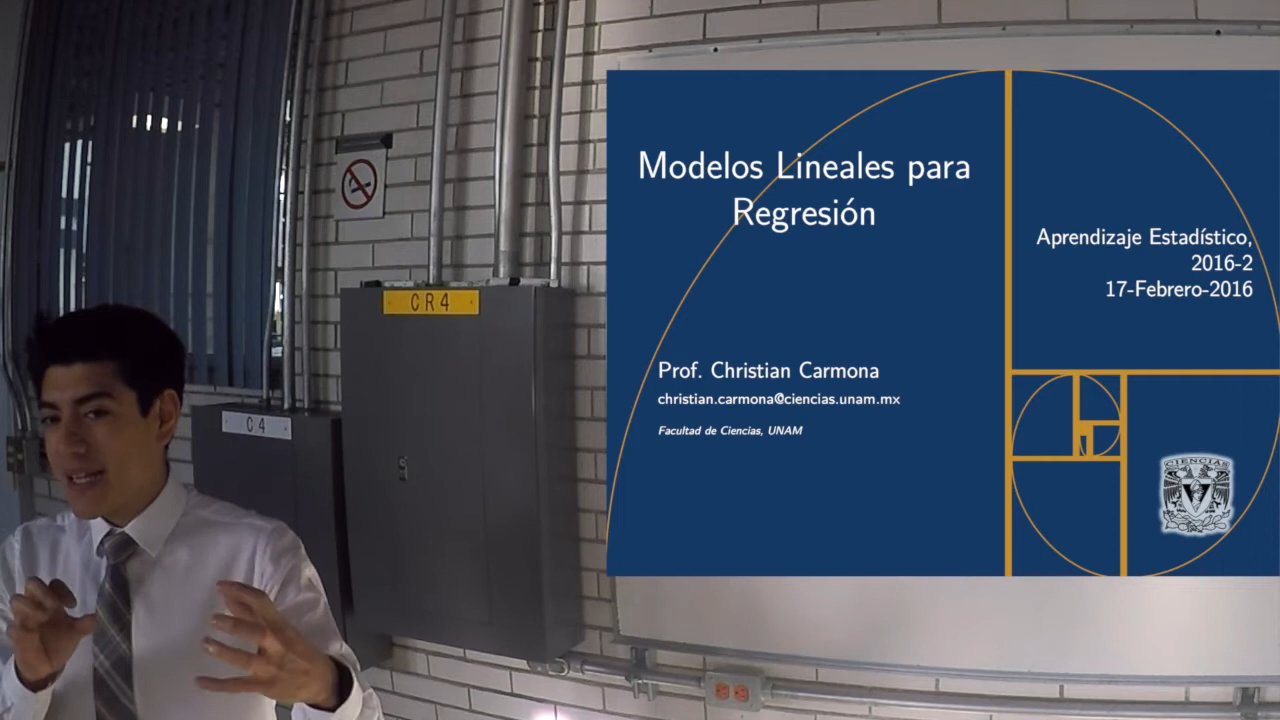 CR4
C4
Modelos Lineales para
Regresión
Aprendizaje Estadístico,
2016-2
17-Febrero-2016
Prof. Christian Carmona
christian.carmona@ciencias.unam.mx
Facultad de Ciencias, UNAM
CIENCIAS